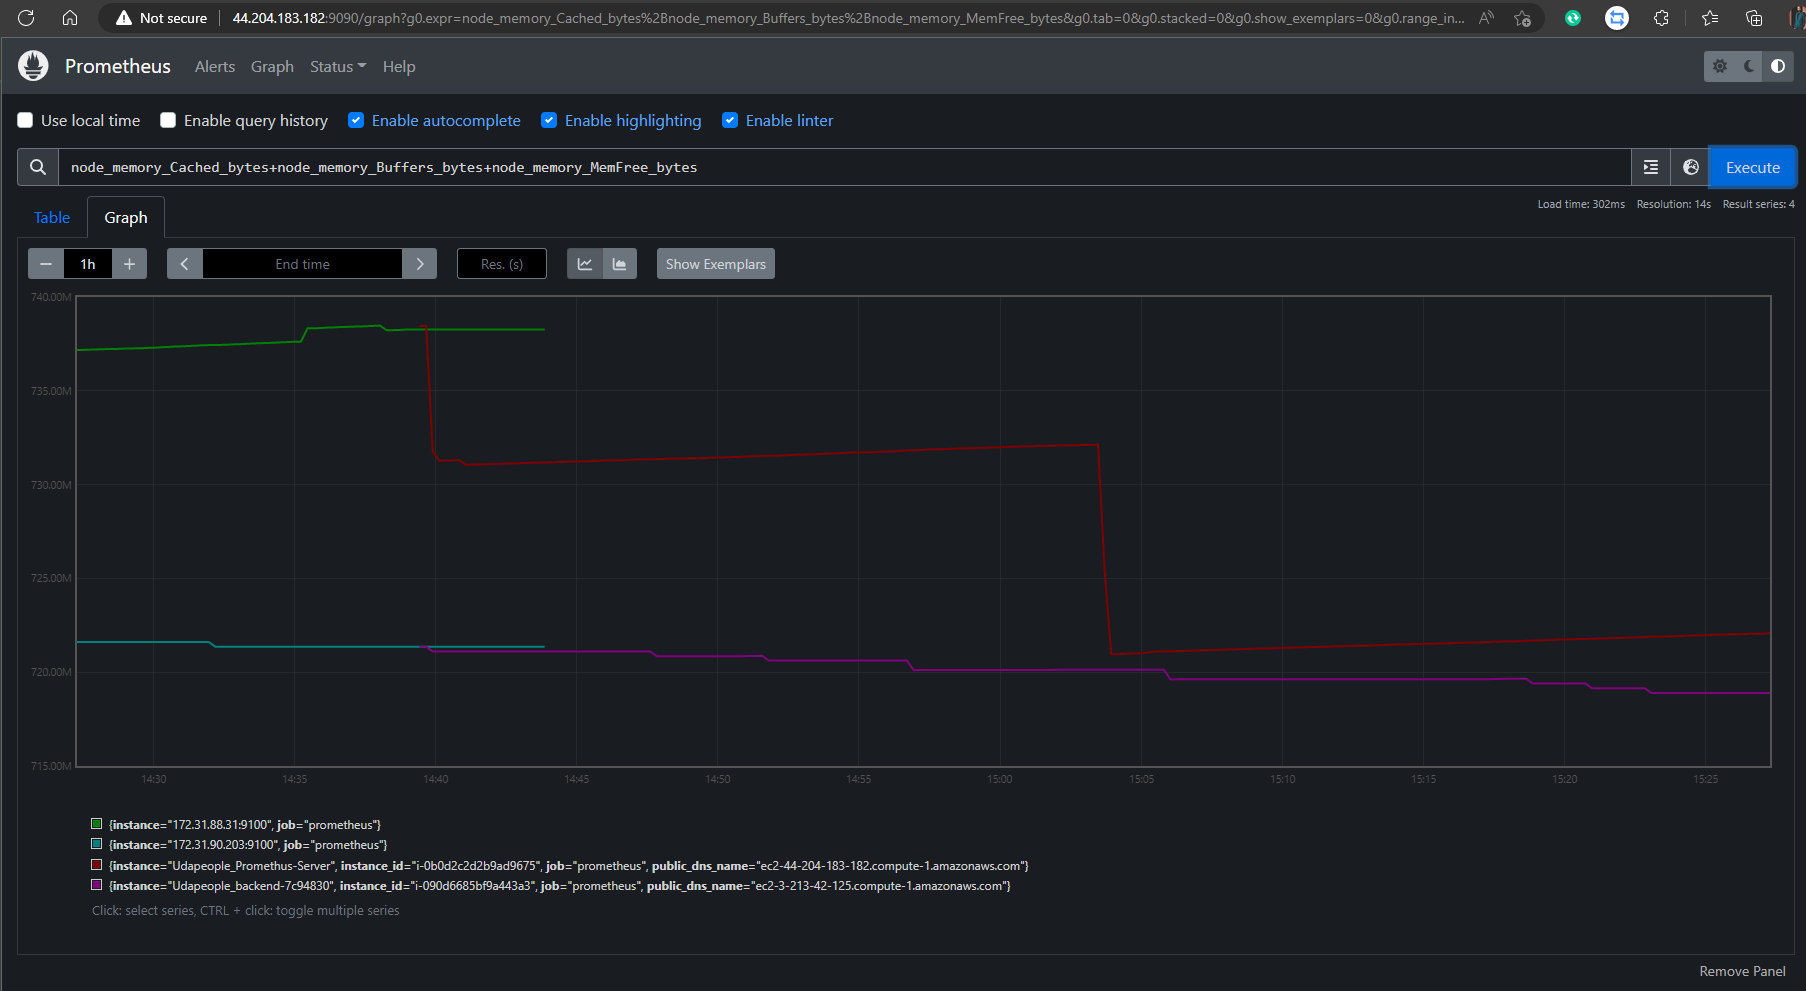 Not secure 44.204.183.182:9090/graph?g0.expr=node_memory_Cached_bytes%2Bnode_memory_Buffers_bytes%2Bnode_memory_MemFree_bytes&g0.tab=0&g0.stacked=0&g0.show_exemplars=0&g0.range_in...
Prometheus Alerts Graph Status Help
Use local time Enable query history Enable autocomplete Enable highlighting Enable linter
node_memory_Cached_bytes+node_memory_Buffers_bytes+node_memory_MemFree_bytes Execute
Load time: 302ms Resolution: 14s Result series: 4
Table Graph
1h End time Res. (s) Show Exemplars
740.00M
735.00M
730.00M
725.00M
720.00M
715.00M
14:30 14:35 14:40 14:45 14:50 14:55 15:00 15:05 15:10 15:15 15:20 15:25
{instance="172.31.88.31:9100", job="prometheus"}
{instance="172.31.90.203:9100", job="prometheus"}
{instance="Udapeople_Promethus-Server", instance_id="i-0b0d2c2d2b9ad9675", job="prometheus", public_dns_name="ec2-44-204-183-182.compute-1.amazonaws.com"}
{instance="Udapeople_backend-7c94830", instance_id="i-090d6685bf9a443a3", job="prometheus", public_dns_name="ec2-3-213-42-125.compute-1.amazonaws.com"}
Click: select series, CTRL + click: toggle multiple series
Remove Panel